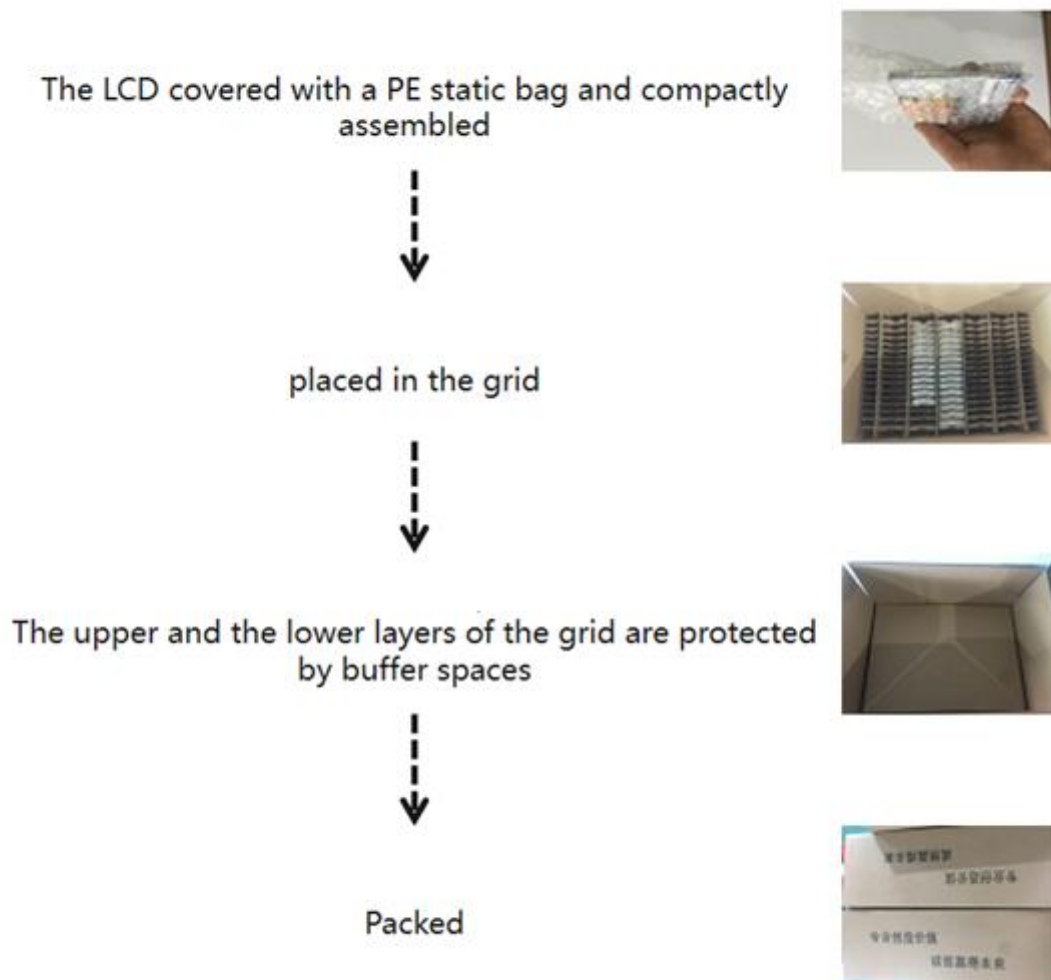 The LCD covered with a PE static bag and compactly
assembled
placed in the grid
The upper and the lower layers of the grid are protected
by buffer spaces
Packed